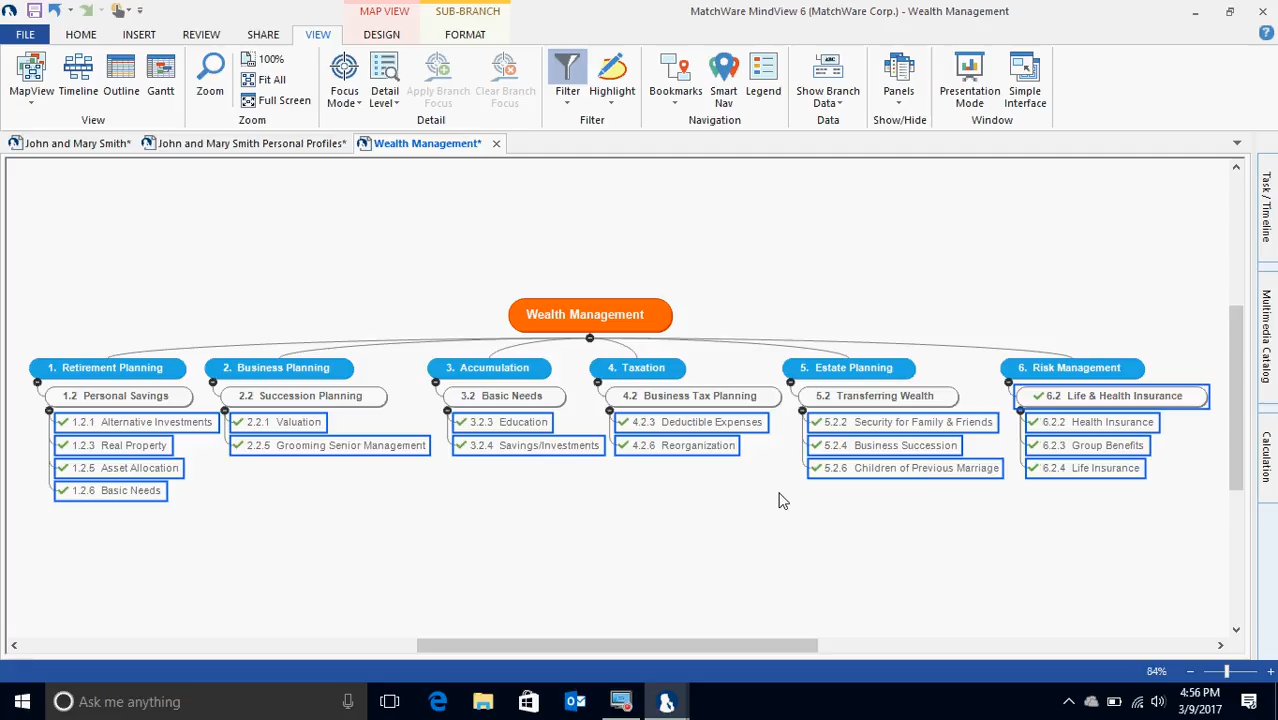 MAP VIEW
SUB-BRANCH
MatchWare MindView 6 (MatchWare Corp.) - Wealth Management
FILE
HOME
INSERT
REVIEW
SHARE
VIEW
DESIGN
FORMAT
MapView
Timeline
Outline
Gantt
View
Zoom
100%
Fit All
Full Screen
Zoom
Focus Mode
Detail Level
Apply Branch Focus
Clear Branch Focus
Detail
Filter
Highlight
Filter
Bookmarks
Smart Nav
Legend
Navigation
ABC
Show Branch Data
Data
Panels
Show/Hide
Presentation Mode
Simple Interface
Window
John and Mary Smith*
John and Mary Smith Personal Profiles*
Wealth Management*
Wealth Management
1. Retirement Planning
1.2 Personal Savings
1.2.1 Alternative Investments
1.2.3 Real Property
1.2.5 Asset Allocation
1.2.6 Basic Needs
2. Business Planning
2.2 Succession Planning
2.2.1 Valuation
2.2.5 Grooming Senior Management
3. Accumulation
3.2 Basic Needs
3.2.3 Education
3.2.4 Savings/Investments
4. Taxation
4.2 Business Tax Planning
4.2.3 Deductible Expenses
4.2.6 Reorganization
5. Estate Planning
5.2 Transferring Wealth
5.2.2 Security for Family & Friends
5.2.4 Business Succession
5.2.6 Children of Previous Marriage
6. Risk Management
6.2 Life & Health Insurance
6.2.2 Health Insurance
6.2.3 Group Benefits
6.2.4 Life Insurance
Task / Timeline
Multimedia Catalog
Calculation
84%
Ask me anything
4:56 PM
3/9/2017